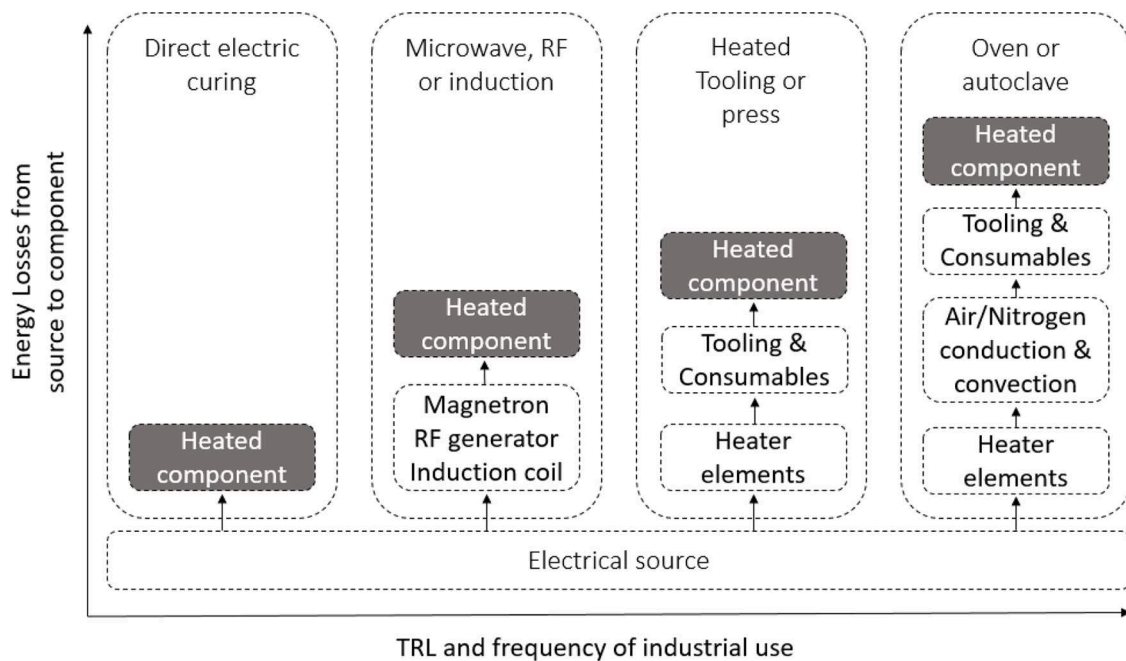 Energy Losses from
source to component
Direct electric
curing
Heated
component
Microwave, RF
or induction
Heated
component
Magnetron
RF generator
Induction coil
Heated
Tooling or
press
Heated
component
Tooling &
Consumables
Heater
elements
Oven or
autoclave
Heated
component
Tooling &
Consumables
Air/Nitrogen
conduction &
convection
Heater
elements
Electrical source
TRL and frequency of industrial use